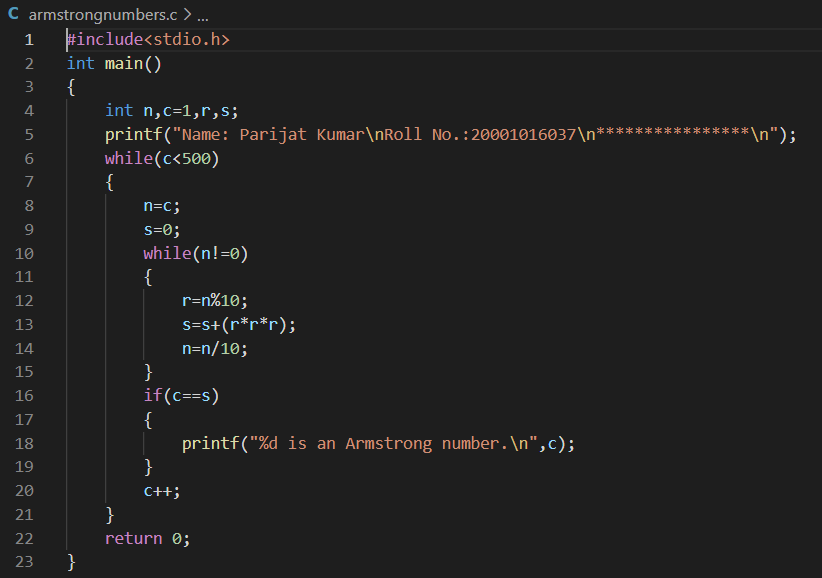 C armstrongnumbers.c > ...
1 #include<stdio.h>
2 int main()
3 {
4     int n,c=1,r,s;
5     printf("Name: Parijat Kumar\nRoll No.:20001016037\n****************\n");
6     while(c<500)
7     {
8         n=c;
9         s=0;
10         while(n!=0)
11         {
12             r=n%10;
13             s=s+(r*r*r);
14             n=n/10;
15         }
16         if(c==s)
17         {
18             printf("%d is an Armstrong number.\n",c);
19         }
20         c++;
21     }
22     return 0;
23 }